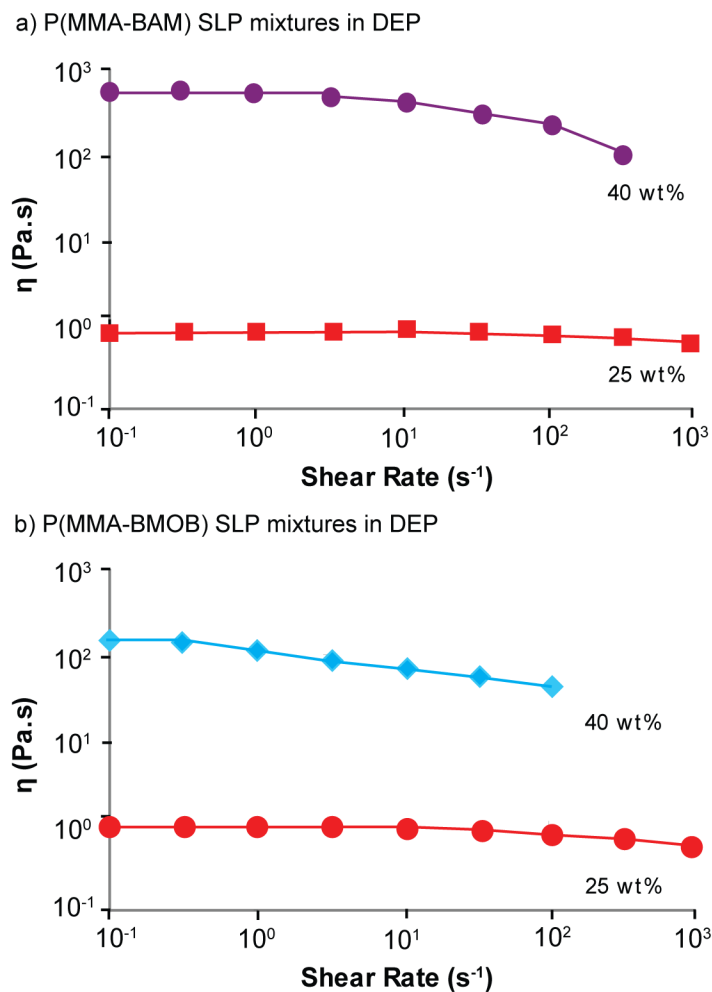 a) P(MMA-BAM) SLP mixtures in DEP
10³
10²
10¹
10⁰
10⁻¹
η (Pa.s)
40 wt%
25 wt%
10⁻¹ 10⁰ 10¹ 10² 10³
Shear Rate (s⁻¹)
b) P(MMA-BMOB) SLP mixtures in DEP
10³
10²
10¹
10⁰
10⁻¹
η (Pa.s)
40 wt%
25 wt%
10⁻¹ 10⁰ 10¹ 10² 10³
Shear Rate (s⁻¹)